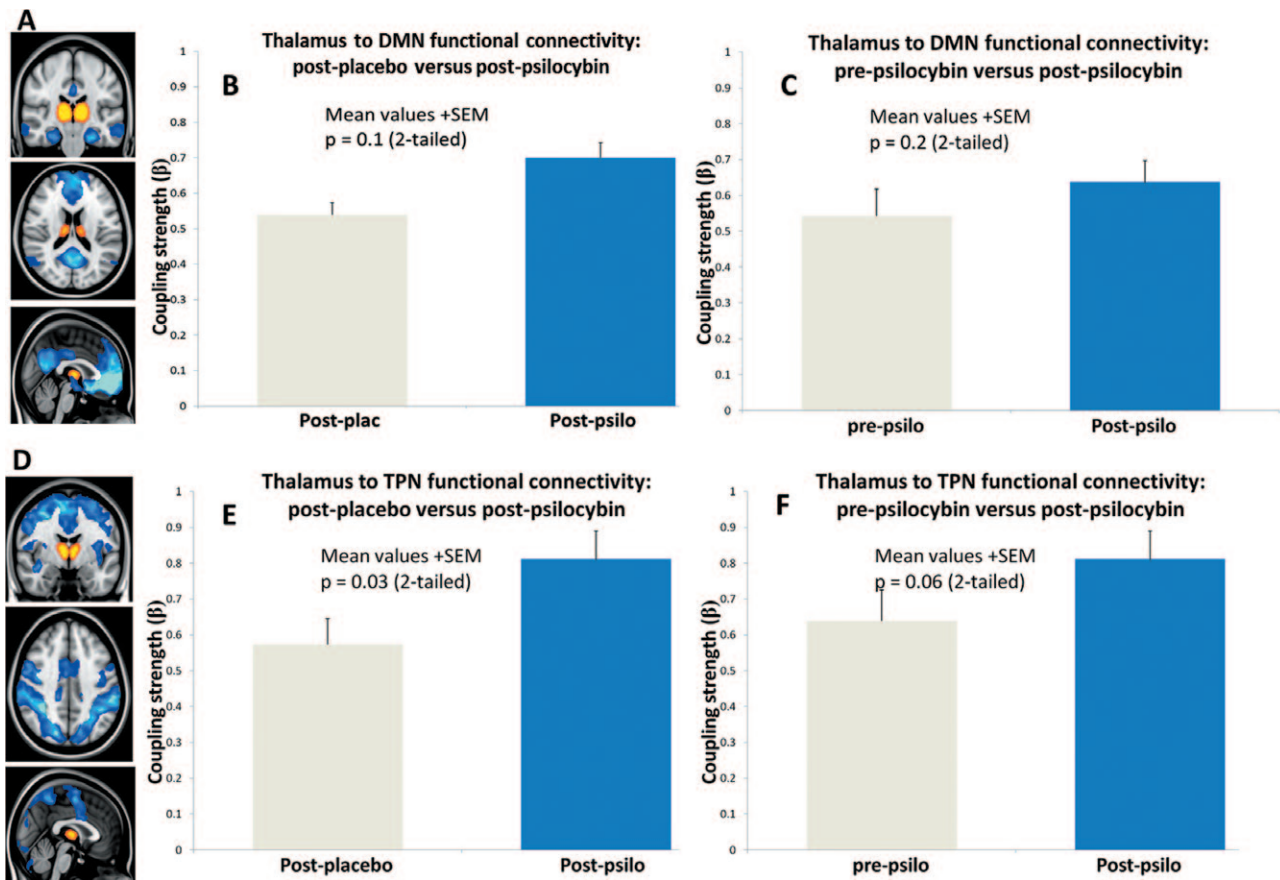 A
Thalamus to DMN functional connectivity:
post-placebo versus post-psilocybin
B
Mean values +SEM
p = 0.1 (2-tailed)
Coupling strength (β)
1
0.9
0.8
0.7
0.6
0.5
0.4
0.3
0.2
0.1
0
Post-plac
Post-psilo
Thalamus to DMN functional connectivity:
pre-psilocybin versus post-psilocybin
C
Mean values +SEM
p = 0.2 (2-tailed)
Coupling strength (β)
1
0.9
0.8
0.7
0.6
0.5
0.4
0.3
0.2
0.1
0
pre-psilo
Post-psilo
D
Thalamus to TPN functional connectivity:
post-placebo versus post-psilocybin
E
Mean values +SEM
p = 0.03 (2-tailed)
Coupling strength (β)
1
0.9
0.8
0.7
0.6
0.5
0.4
0.3
0.2
0.1
0
Post-placebo
Post-psilo
Thalamus to TPN functional connectivity:
pre-psilocybin versus post-psilocybin
F
Mean values +SEM
p = 0.06 (2-tailed)
Coupling strength (β)
1
0.9
0.8
0.7
0.6
0.5
0.4
0.3
0.2
0.1
0
pre-psilo
Post-psilo